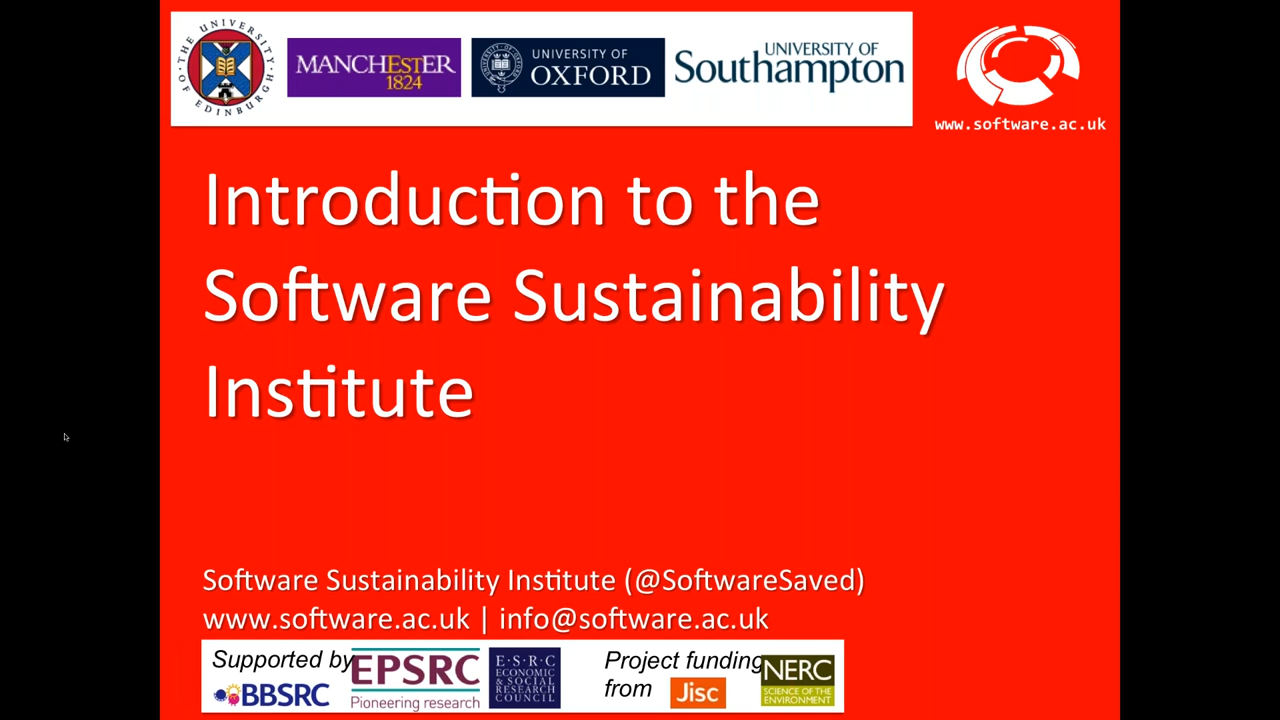 THE UNIVERSITY OF EDINBURGH
MANCHESTER
1824
UNIVERSITY OF
OXFORD
UNIVERSITY OF
Southampton
www.software.ac.uk
Introduction to the
Software Sustainability
Institute
Software Sustainability Institute (@SoftwareSaved)
www.software.ac.uk | info@software.ac.uk
Supported by
BBSRC
EPSRC
Pioneering research
E·S·R·C
ECONOMIC
& SOCIAL
RESEARCH
COUNCIL
Project funding
from
Jisc
NERC
SCIENCE OF THE
ENVIRONMENT